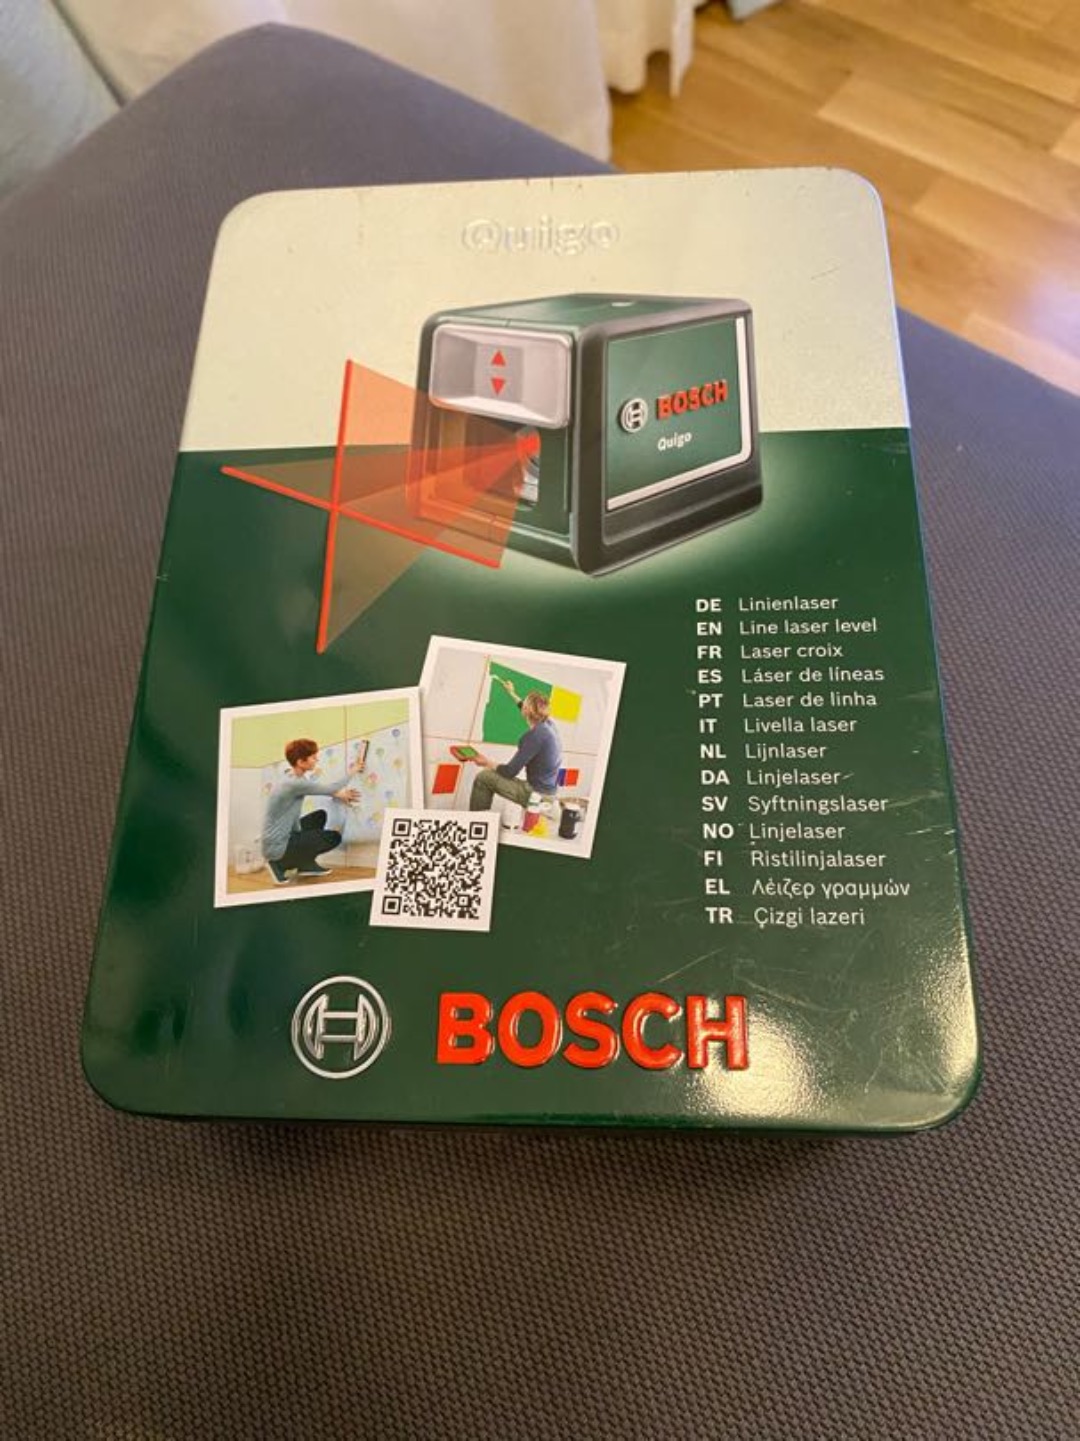 Quigo
BOSCH
Quigo
DE Linienlaser
EN Line laser level
FR Laser croix
ES Láser de líneas
PT Laser de linha
IT Livella laser
NL Lijnlaser
DA Linjelaser
SV Syftningslaser
NO Linjelaser
FI Ristilinjalaser
EL Λέιζερ γραμμών
TR Çizgi lazeri
BOSCH